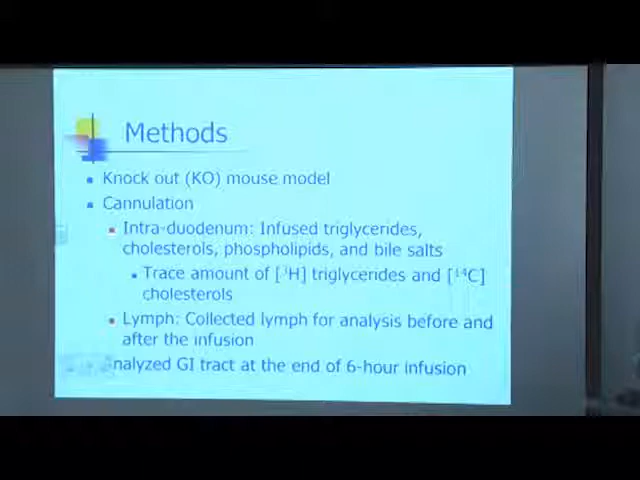 Methods
Knock out (KO) mouse model
Cannulation
Intra-duodenum: Infused triglycerides,
cholesterols, phospholipids, and bile salts
Trace amount of [³H] triglycerides and [¹⁴C]
cholesterols
Lymph: Collected lymph for analysis before and
after the infusion
nalyzed GI tract at the end of 6-hour infusion